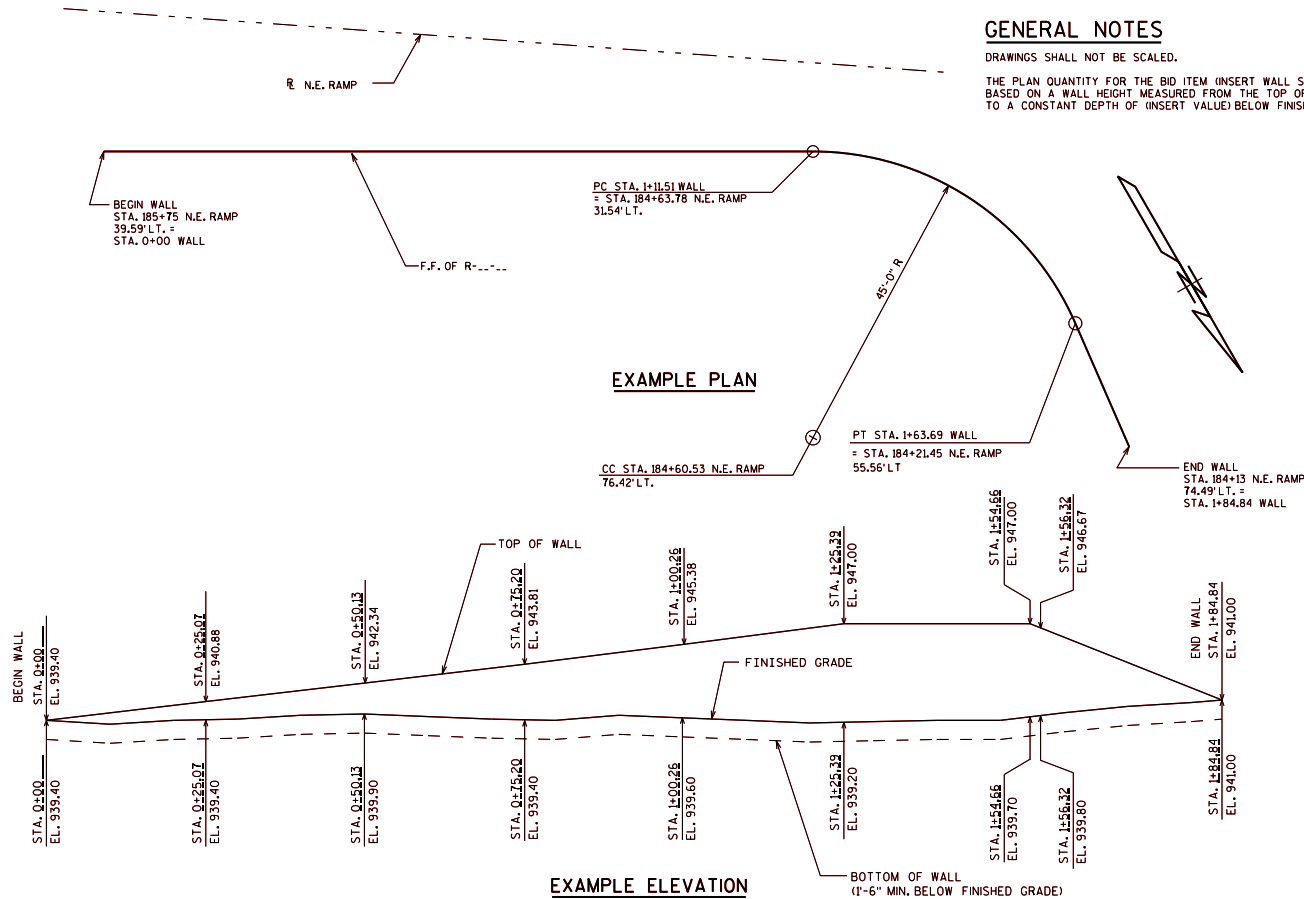 GENERAL NOTES
DRAWINGS SHALL NOT BE SCALED.
THE PLAN QUANTITY FOR THE BID ITEM (INSERT WALL S
BASED ON A WALL HEIGHT MEASURED FROM THE TOP OF
TO A CONSTANT DEPTH OF (INSERT VALUE) BELOW FINISH
N.E. RAMP
BEGIN WALL
STA. 185+75 N.E. RAMP
39.59' LT. =
STA. 0+00 WALL
F.F. OF R-__-__
PC STA. 1+11.51 WALL
= STA. 184+63.78 N.E. RAMP
31.54' LT.
45'-0" R
EXAMPLE PLAN
CC STA. 184+60.53 N.E. RAMP
76.42' LT.
PT STA. 1+63.69 WALL
= STA. 184+21.45 N.E. RAMP
55.56' LT
END WALL
STA. 184+13 N.E. RAMP
74.49' LT. =
STA. 1+84.84 WALL
BEGIN WALL
STA. 0+00
EL. 939.40
STA. 0+25.07
EL. 940.88
STA. 0+50.13
EL. 942.34
TOP OF WALL
STA. 0+75.20
EL. 943.81
STA. 1+00.26
EL. 945.38
STA. 1+25.39
EL. 947.00
STA. 1+54.66
EL. 947.00
STA. 1+56.32
EL. 946.67
END WALL
STA. 1+84.84
EL. 941.00
FINISHED GRADE
STA. 0+00
EL. 939.40
STA. 0+25.07
EL. 939.40
STA. 0+50.13
EL. 939.90
STA. 0+75.20
EL. 939.40
STA. 1+00.26
EL. 939.60
STA. 1+25.39
EL. 939.20
STA. 1+54.66
EL. 939.70
STA. 1+56.32
EL. 939.80
STA. 1+84.84
EL. 941.00
BOTTOM OF WALL
(1'-6" MIN. BELOW FINISHED GRADE)
EXAMPLE ELEVATION